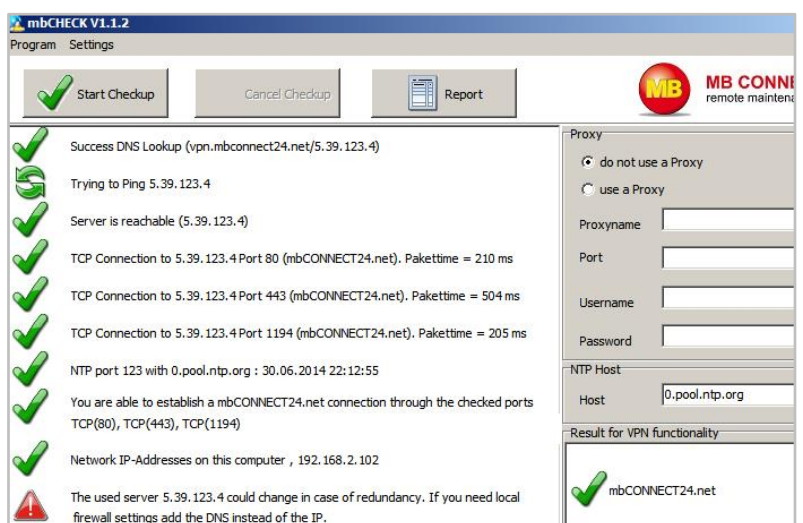 mbCHECK V1.1.2
Program Settings
Start Checkup
Cancel Checkup
Report
MB
MB CONNE
remote maintena
Success DNS Lookup (vpn.mbconnect24.net/5.39.123.4)
Trying to Ping 5.39.123.4
Server is reachable (5.39.123.4)
TCP Connection to 5.39.123.4 Port 80 (mbCONNECT24.net). Pakettime = 210 ms
TCP Connection to 5.39.123.4 Port 443 (mbCONNECT24.net). Pakettime = 504 ms
TCP Connection to 5.39.123.4 Port 1194 (mbCONNECT24.net). Pakettime = 205 ms
NTP port 123 with 0.pool.ntp.org : 30.06.2014 22:12:55
You are able to establish a mbCONNECT24.net connection through the checked ports
TCP(80), TCP(443), TCP(1194)
Network IP-Addresses on this computer , 192.168.2.102
The used server 5.39.123.4 could change in case of redundancy. If you need local
firewall settings add the DNS instead of the IP.
Proxy
do not use a Proxy
use a Proxy
Proxyname
Port
Username
Password
NTP Host
Host 0.pool.ntp.org
Result for VPN functionality
mbCONNECT24.net